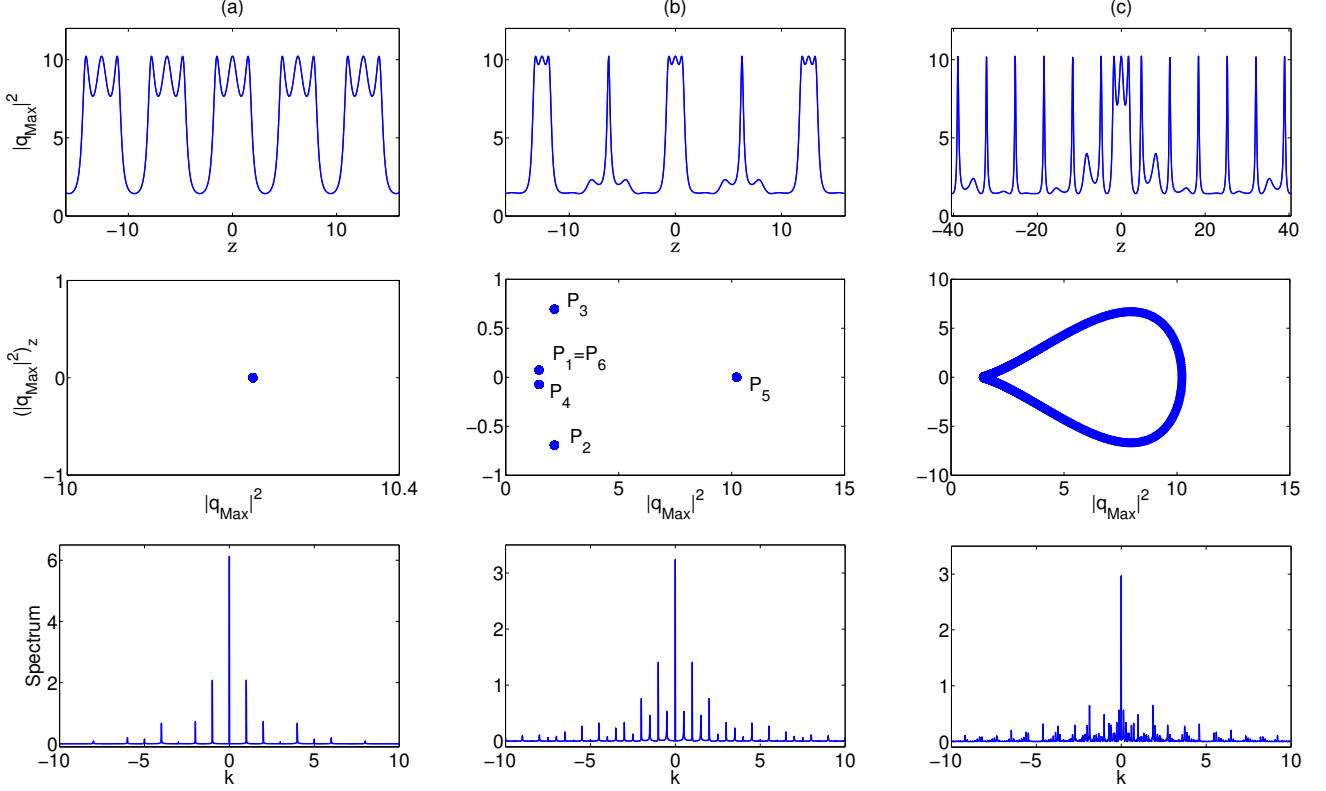 (a) (b) (c)
10 10 10
|q_Max|^2
5 5 5
0 0 0
−10 0 10 −10 0 10 −40 −20 0 20 40
z z z
1 1 10
(|q_Max|^2)_z
0.5 5
P_3
P_1=P_6
0 0 0
P_4 P_5
−0.5 −5
P_2
−1 −1 −10
10 10.4 0 5 10 15 0 5 10 15
|q_Max|^2 |q_Max|^2 |q_Max|^2
Spectrum
6 3 3
4 2 2
2 1 1
0 0 0
−10 −5 0 5 10 −10 −5 0 5 10 −10 −5 0 5 10
k k k